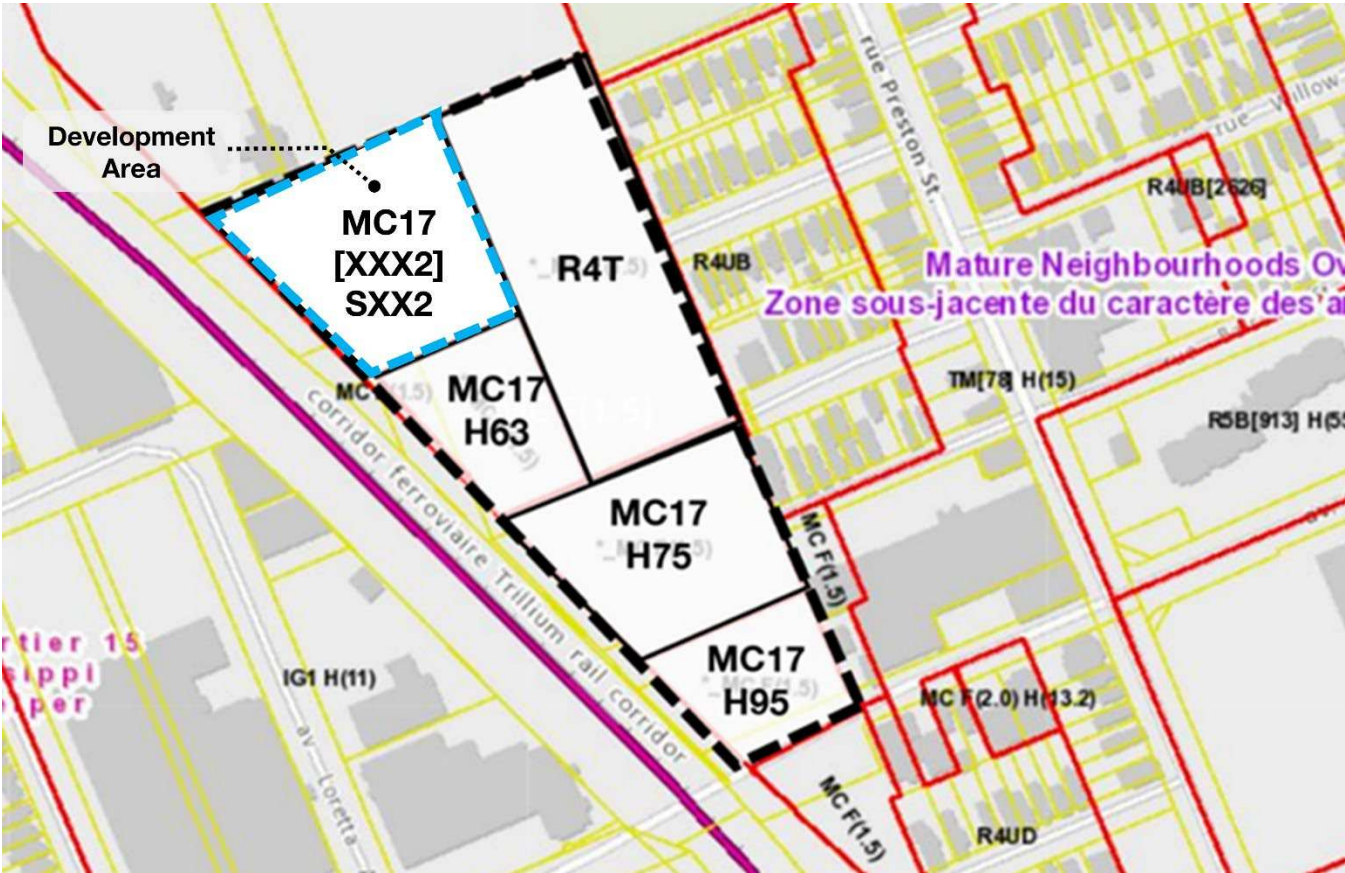 rue Preston St.
rue Willow
Development
Area
MC17
[XXX2]
SXX2
R4T
R4UB
R4UB[2626]
Mature Neighbourhoods Ov
Zone sous-jacente du caractère des a
MC17
H63
TM[78] H(15)
R5B[913] H(5
corridor ferroviaire Trillium rail corridor
MC17
H75
MC F(1.5)
rtier 15
sippi
IG1 H(11)
MC17
H95
MC F(2.0) H(13.2)
av Loretta
MC F(1.5)
R4UD